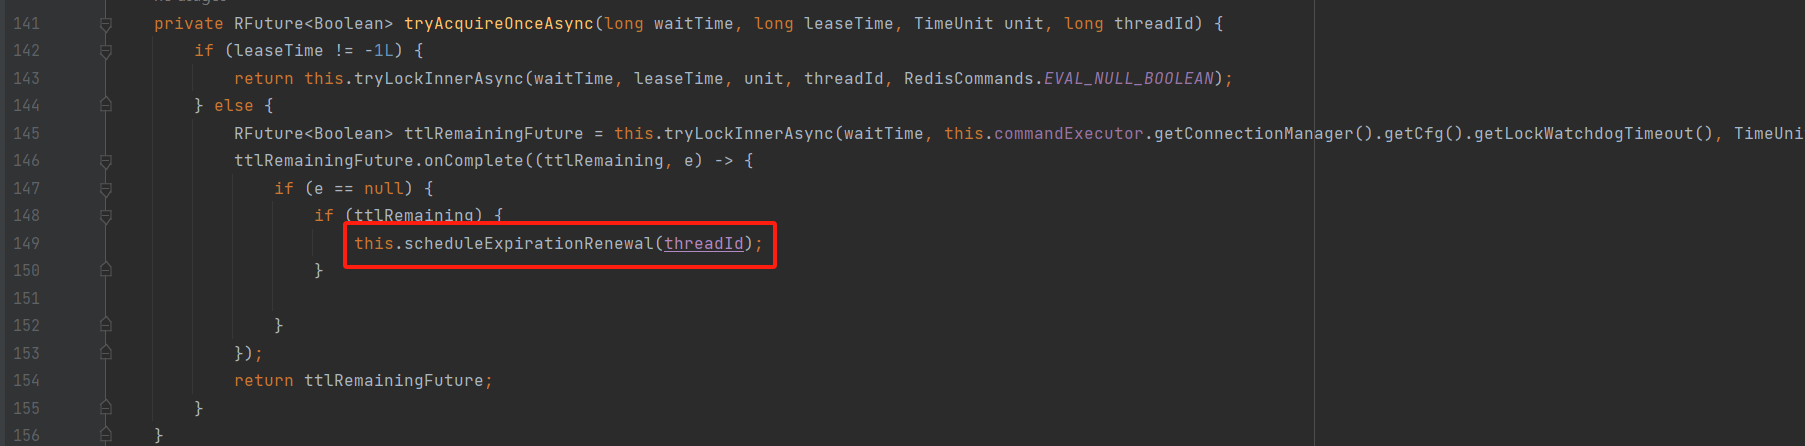 141 private RFuture<Boolean> tryAcquireOnceAsync(long waitTime, long leaseTime, TimeUnit unit, long threadId) {
142 if (leaseTime != -1L) {
143 return this.tryLockInnerAsync(waitTime, leaseTime, unit, threadId, RedisCommands.EVAL_NULL_BOOLEAN);
144 } else {
145 RFuture<Boolean> ttlRemainingFuture = this.tryLockInnerAsync(waitTime, this.commandExecutor.getConnectionManager().getCfg().getLockWatchdogTimeout(), TimeUni
146 ttlRemainingFuture.onComplete((ttlRemaining, e) -> {
147 if (e == null) {
148 if (ttlRemaining) {
149 this.scheduleExpirationRenewal(threadId);
150 }
151
152 }
153 });
154 return ttlRemainingFuture;
155 }
156 }